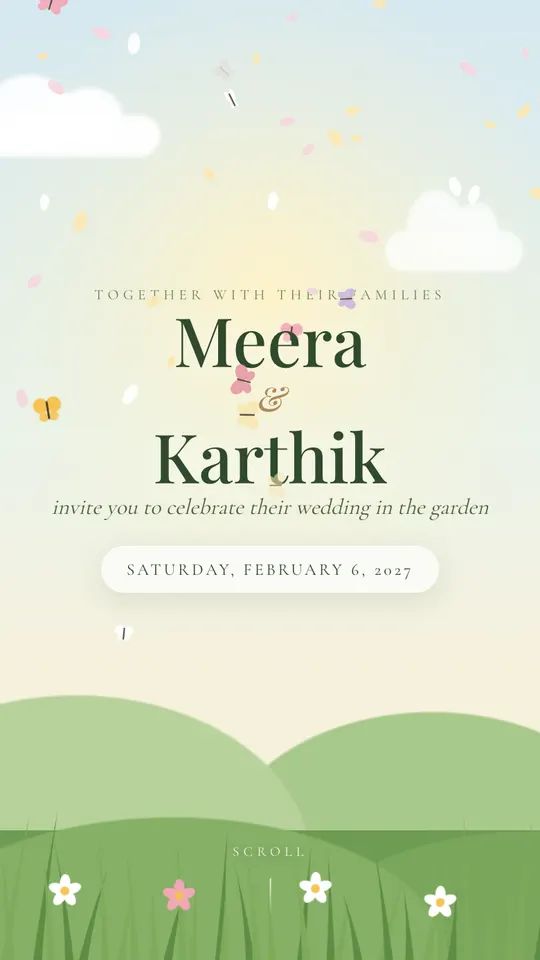 TOGETHER WITH THEIR FAMILIES
Meera
&
Karthik
invite you to celebrate their wedding in the garden
SATURDAY, FEBRUARY 6, 2027
SCROLL